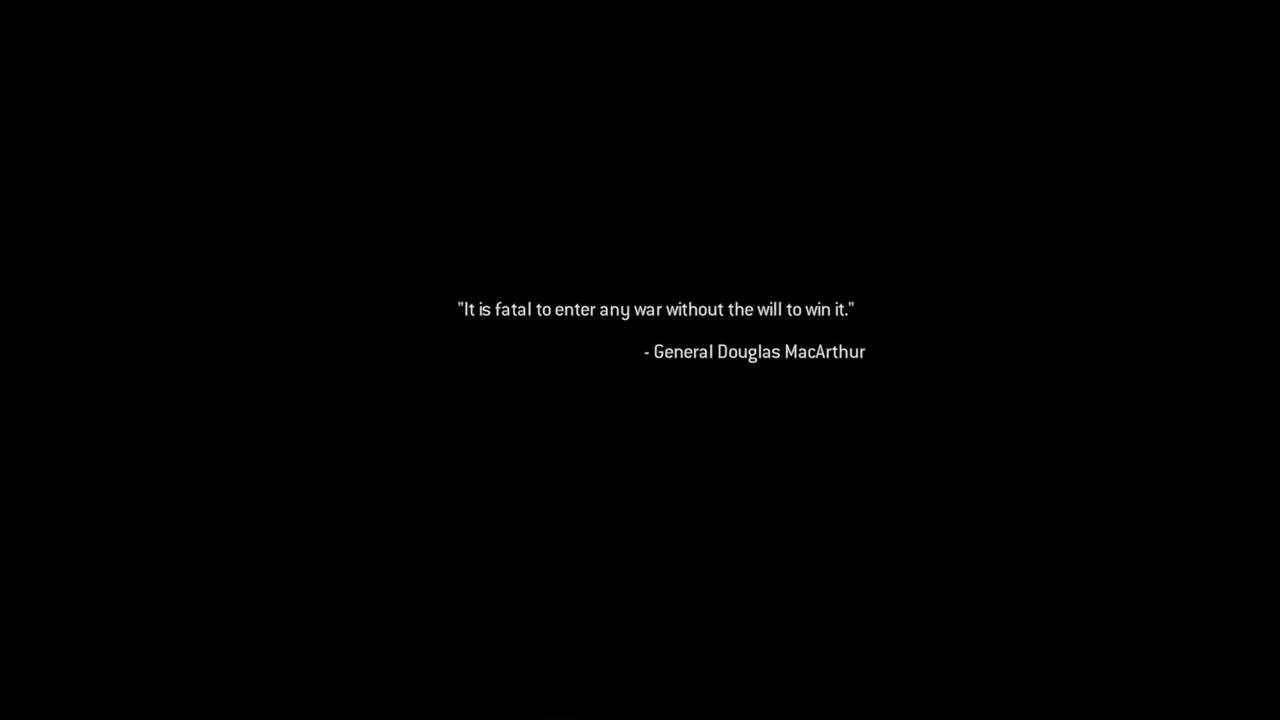 "It is fatal to enter any war without the will to win it."
- General Douglas MacArthur